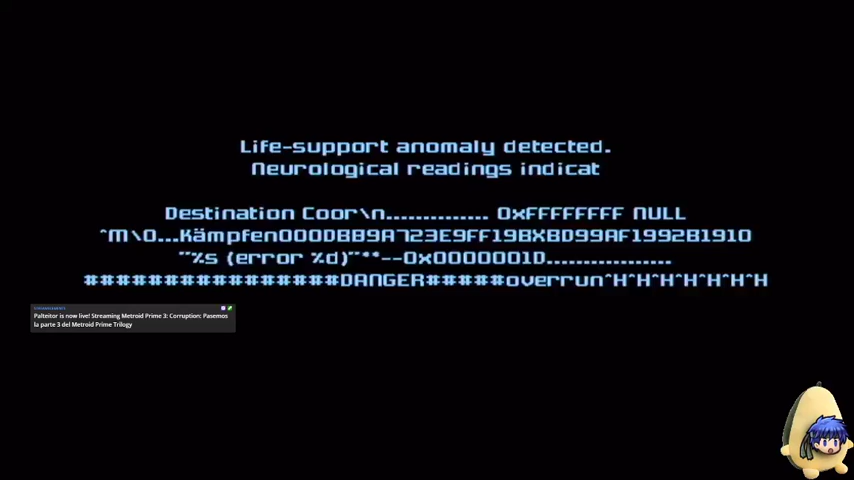 Life-support anomaly detected.
Neurological readings indicat
Destination Coor\n.............. 0xFFFFFFFF NULL
^M\0...Kämpfen000DBB9A723E9FF19BXBD99AF1992B1910
"%s (error %d)"**--0x0000001D.................
################DANGER#####overrun^H^H^H^H^H^H^H
Palteitor is now live! Streaming Metroid Prime 3: Corruption: Pasemos
la parte 3 del Metroid Prime Trilogy